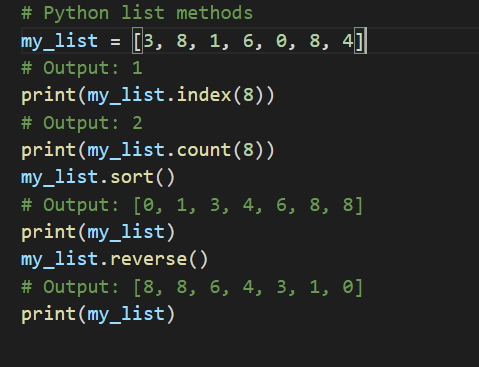 # Python list methods
my_list = [3, 8, 1, 6, 0, 8, 4]
# Output: 1
print(my_list.index(8))
# Output: 2
print(my_list.count(8))
my_list.sort()
# Output: [0, 1, 3, 4, 6, 8, 8]
print(my_list)
my_list.reverse()
# Output: [8, 8, 6, 4, 3, 1, 0]
print(my_list)